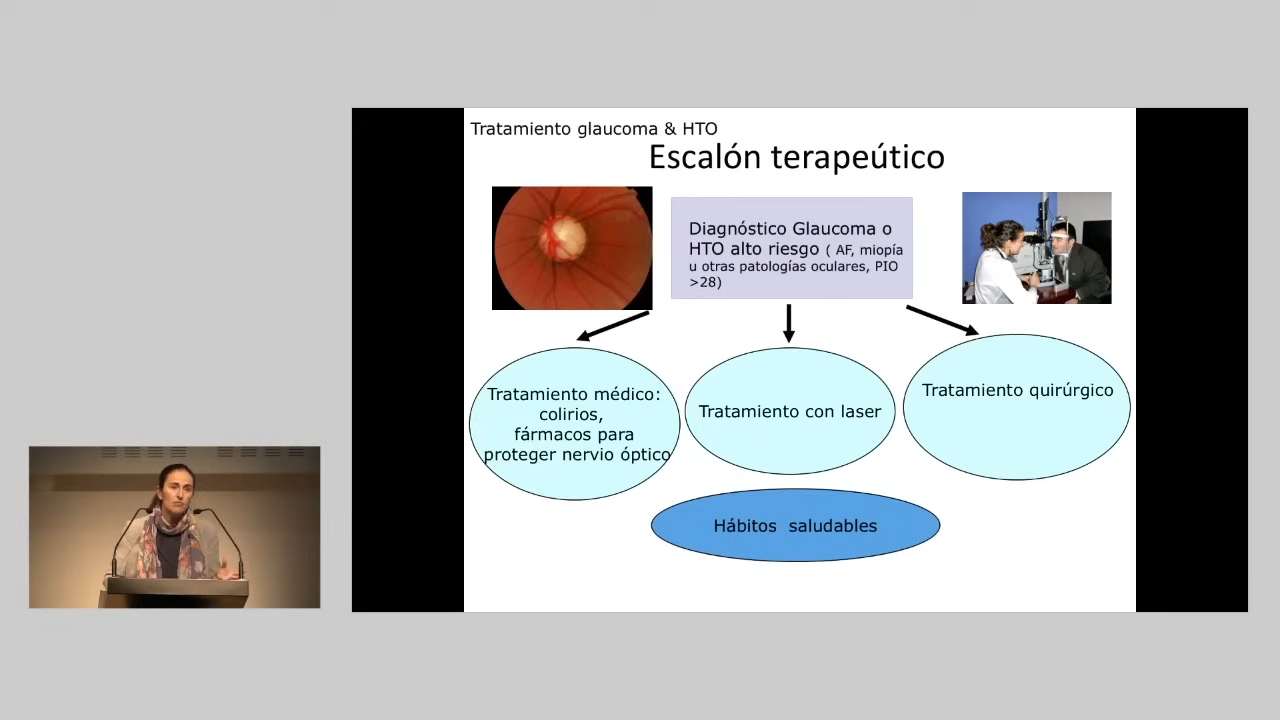 Tratamiento glaucoma & HTO
Escalón terapeútico
Diagnóstico Glaucoma o
HTO alto riesgo ( AF, miopía
u otras patologías oculares, PIO
>28)
Tratamiento médico:
colirios,
fármacos para
proteger nervio óptico
Tratamiento con laser
Tratamiento quirúrgico
Hábitos saludables